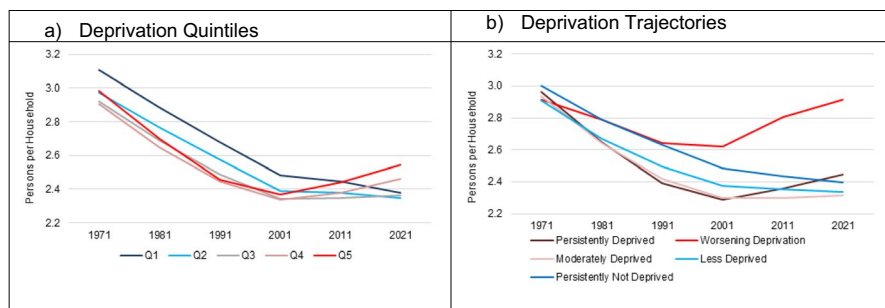 a) Deprivation Quintiles
3.2
3.0
2.8
2.6
2.4
2.2
Persons per Household
1971 1981 1991 2001 2011 2021
Q1 Q2 Q3 Q4 Q5
b) Deprivation Trajectories
3.2
3.0
2.8
2.6
2.4
2.2
Persons per Household
1971 1981 1991 2001 2011 2021
Persistently Deprived Worsening Deprivation
Moderately Deprived Less Deprived
Persistently Not Deprived